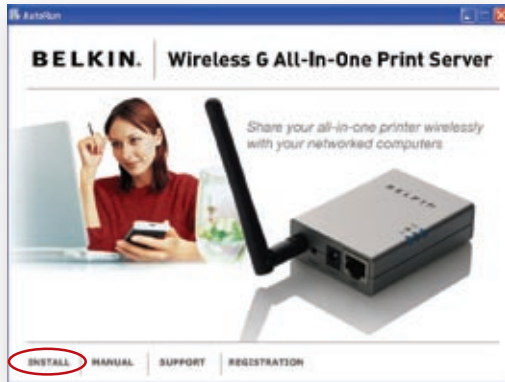 AutoRun
BELKIN. Wireless G All-In-One Print Server
Share your all-in-one printer wirelessly
with your networked computers
BELKIN
INSTALL MANUAL SUPPORT REGISTRATION